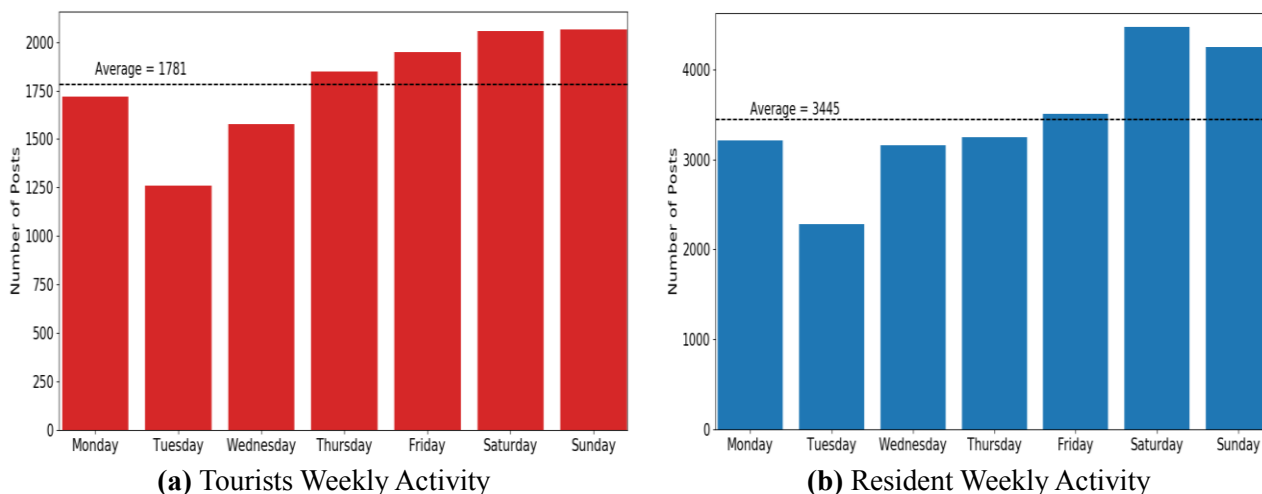 2000
1750
1500
1250
1000
750
500
250
0
Number of Posts
Average = 1781
Monday Tuesday Wednesday Thursday Friday Saturday Sunday
(a) Tourists Weekly Activity
4000
3000
2000
1000
0
Number of Posts
Average = 3445
Monday Tuesday Wednesday Thursday Friday Saturday Sunday
(b) Resident Weekly Activity